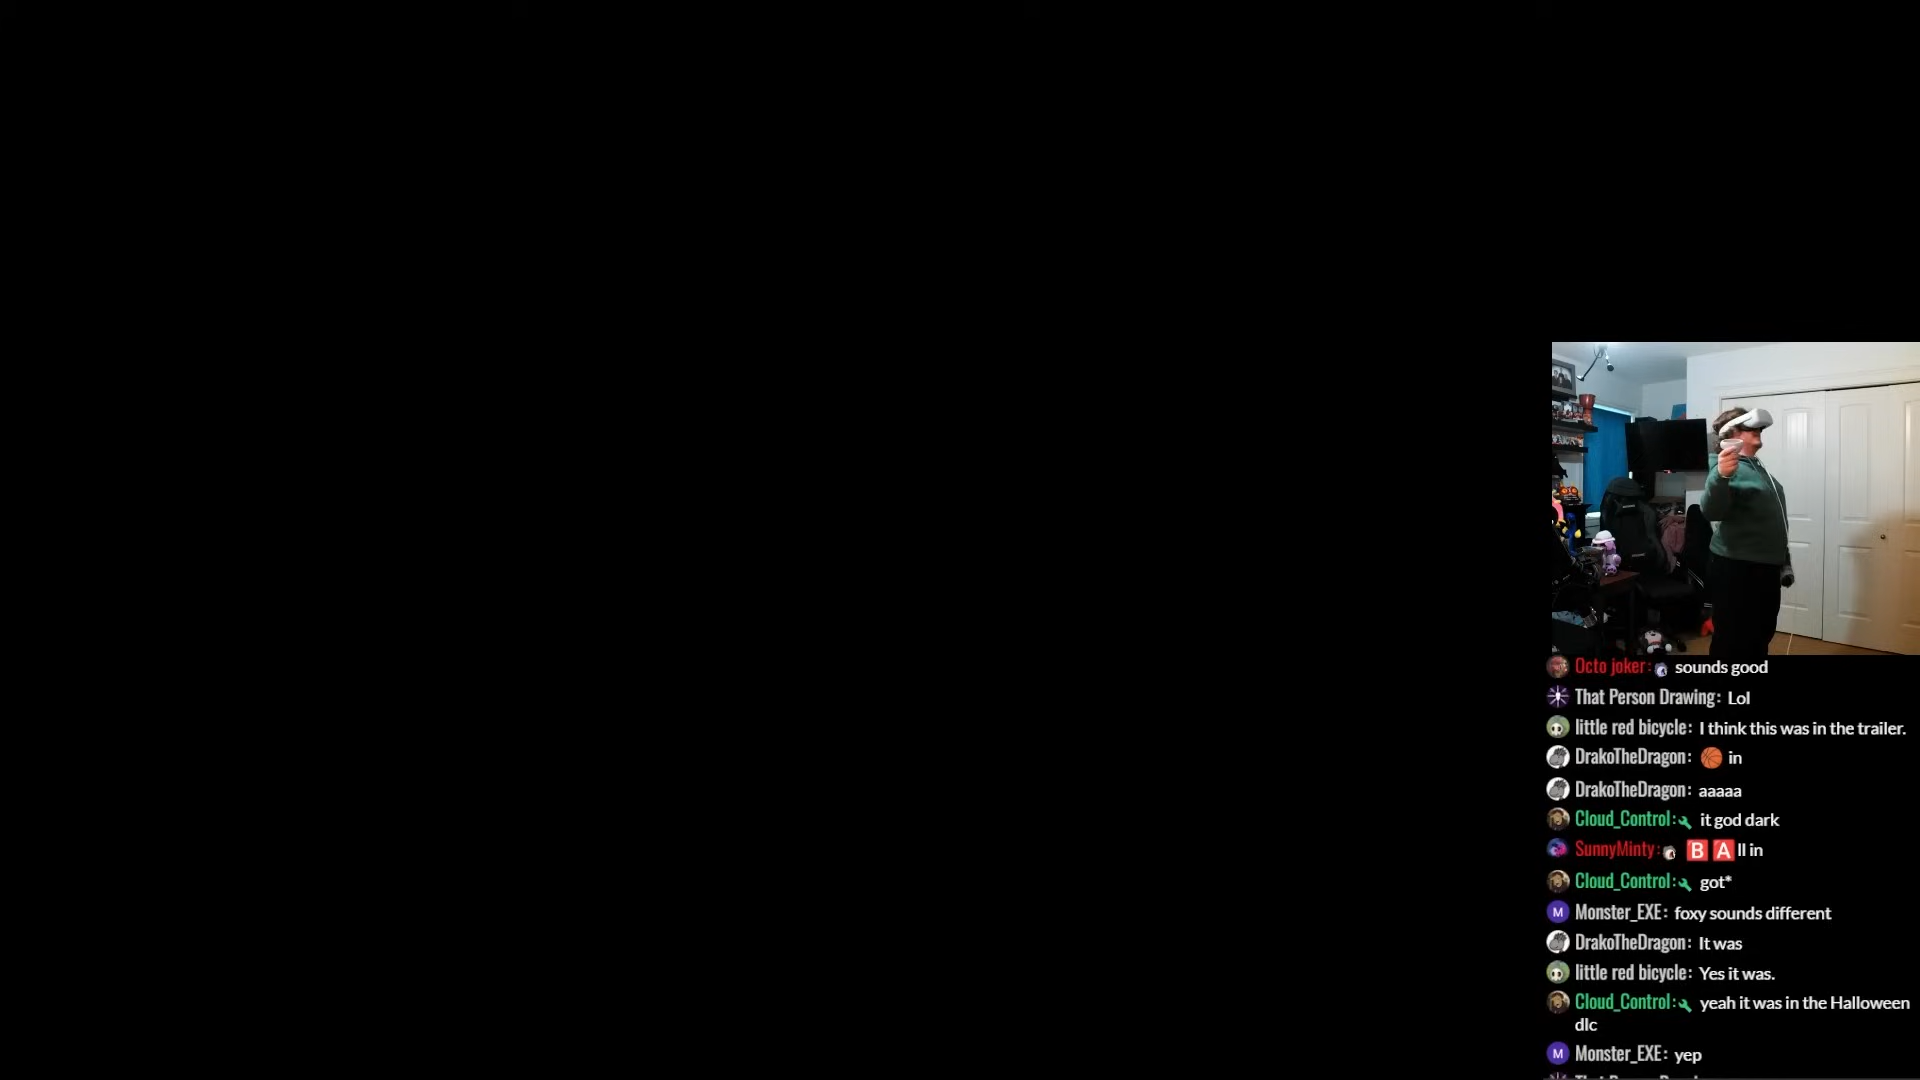 Octo joker: sounds good
That Person Drawing: Lol
little red bicycle: I think this was in the trailer.
DrakoTheDragon: 🏀 in
DrakoTheDragon: aaaaa
Cloud_Control: it god dark
SunnyMinty: 🅱🅰ll in
Cloud_Control: got*
M Monster_EXE: foxy sounds different
DrakoTheDragon: It was
little red bicycle: Yes it was.
Cloud_Control: yeah it was in the Halloween
dlc
M Monster_EXE: yep